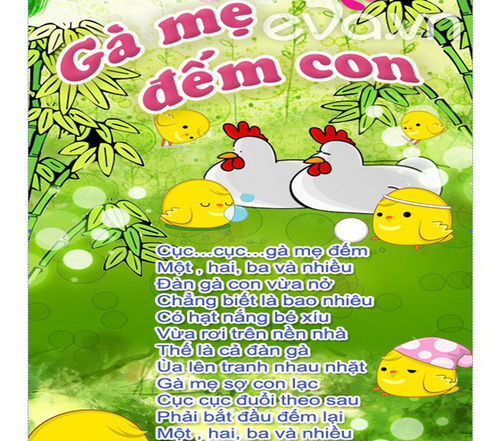 eva.vn
Gà mẹ
đếm con
Cục...cục...gà mẹ đếm
Một , hai, ba và nhiều
Đàn gà con vừa nở
Chẳng biết là bao nhiêu
Có hạt nắng bé xíu
Vừa rơi trên nền nhà
Thế là cả đàn gà
Ùa lên tranh nhau nhặt
Gà mẹ sợ con lạc
Cục cục đuổi theo sau
Phải bắt đầu đếm lại
Một , hai, ba và nhiều